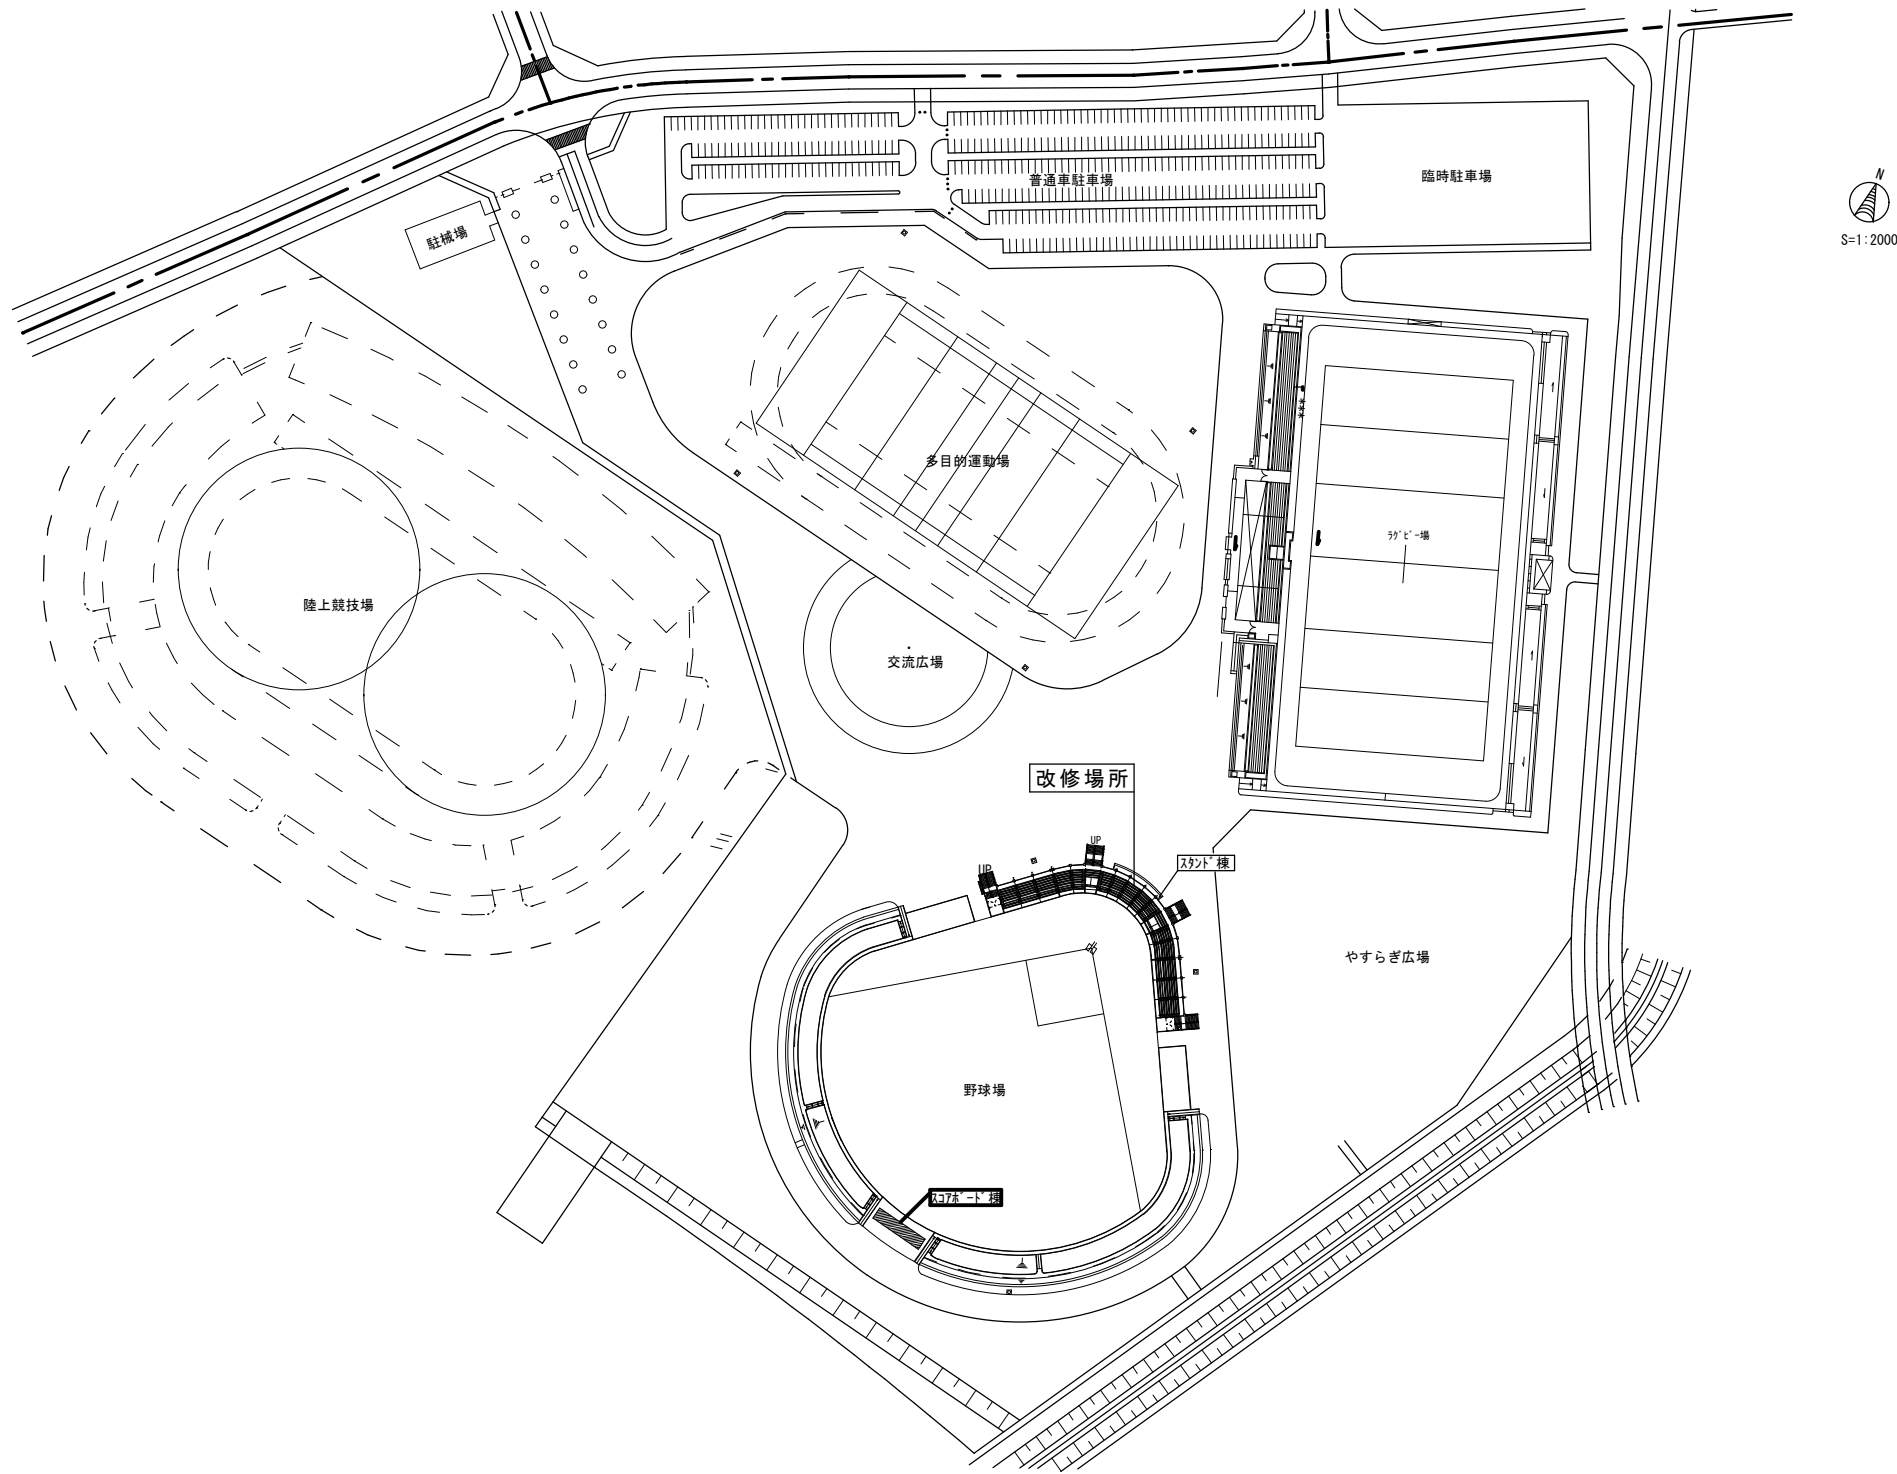 N
S=1:2000
普通車駐車場
臨時駐車場
駐械場
多目的運動場
ﾗｸﾞﾋﾞｰ場
陸上競技場
交流広場
改修場所
UP
UP
ｽﾀﾝﾄﾞ棟
やすらぎ広場
野球場
ｽｺｱﾎﾞｰﾄﾞ棟